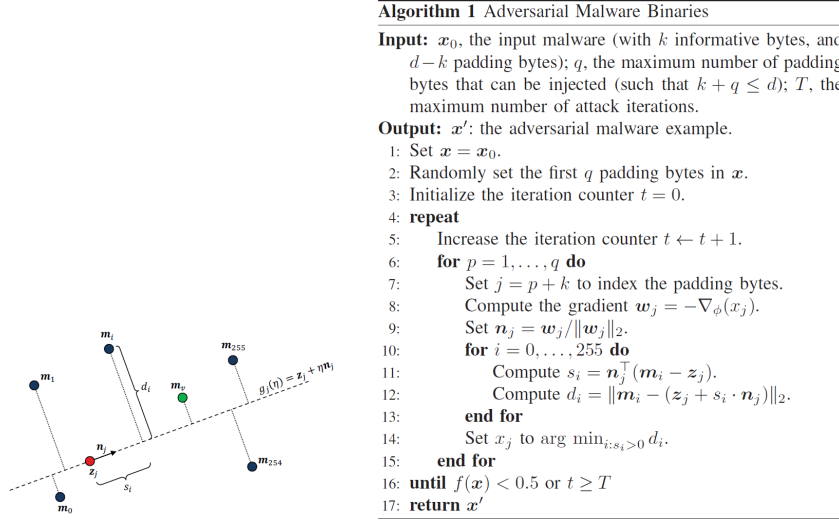 Algorithm 1 Adversarial Malware Binaries
Input: x₀, the input malware (with k informative bytes, and
d−k padding bytes); q, the maximum number of padding
bytes that can be injected (such that k + q ≤ d); T, the
maximum number of attack iterations.
Output: x′: the adversarial malware example.
1: Set x = x₀.
2: Randomly set the first q padding bytes in x.
3: Initialize the iteration counter t = 0.
4: repeat
5: Increase the iteration counter t ← t + 1.
6: for p = 1, . . . , q do
7: Set j = p + k to index the padding bytes.
8: Compute the gradient wⱼ = −∇_ϕ(xⱼ).
9: Set nⱼ = wⱼ/‖wⱼ‖₂.
10: for i = 0, . . . , 255 do
11: Compute sᵢ = nⱼ^⊤(mᵢ − zⱼ).
12: Compute dᵢ = ‖mᵢ − (zⱼ + sᵢ · nⱼ)‖₂.
13: end for
14: Set xⱼ to arg min_{i:sᵢ>0} dᵢ.
15: end for
16: until f(x) < 0.5 or t ≥ T
17: return x′
mᵢ
m₂₅₅
m₁
dᵢ
mᵥ
gⱼ(η) = zⱼ + ηnⱼ
nⱼ
zⱼ
sᵢ
m₂₅₄
m₀